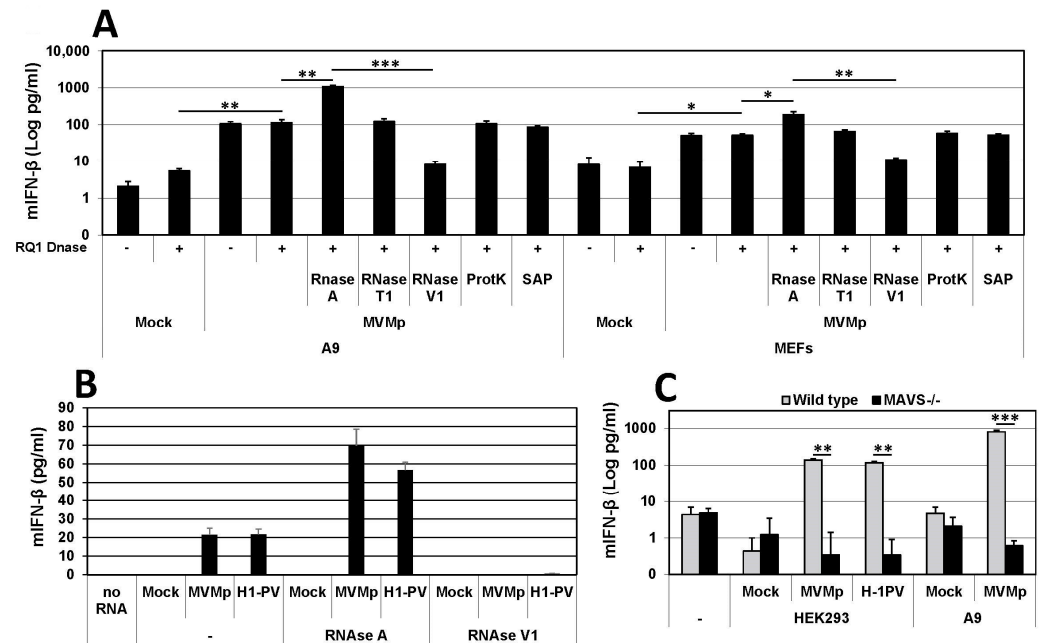 A
mIFN-β (Log pg/ml)
10,000
1000
100
10
1
0
** ** *** * * **
RQ1 Dnase - + - + + + + + + - + - + + + + + +
Rnase A RNase T1 RNase V1 ProtK SAP Rnase A RNase T1 RNase V1 ProtK SAP
Mock MVMp Mock MVMp
A9 MEFs
B
mIFN-β (pg/ml)
90
80
70
60
50
40
30
20
10
0
no RNA Mock MVMp H1-PV Mock MVMp H1-PV Mock MVMp H1-PV
- RNAse A RNAse V1
C
Wild type MAVS-/-
mIFN-β (Log pg/ml)
1000
100
10
1
0
** ** ***
Mock MVMp H-1PV Mock MVMp
- HEK293 A9